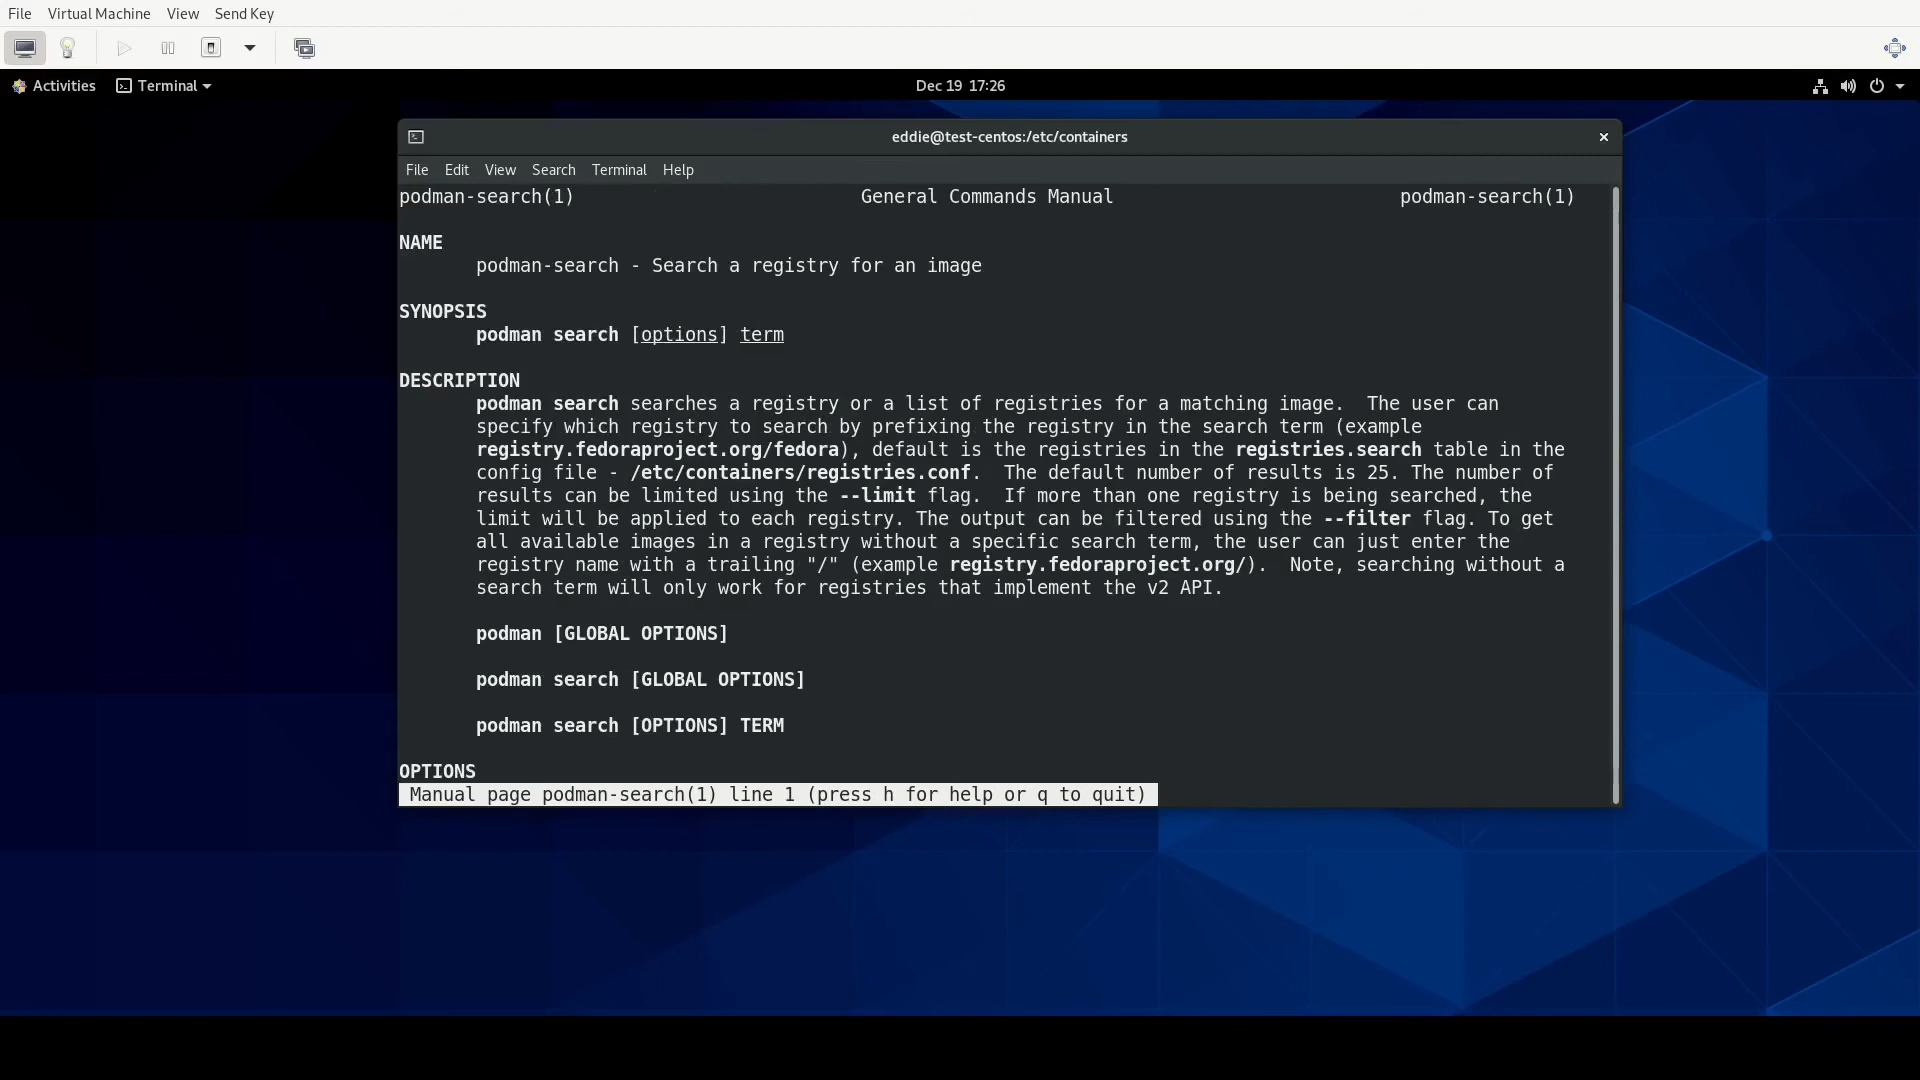 File Virtual Machine View Send Key
Activities Terminal Dec 19 17:26
eddie@test-centos:/etc/containers
File Edit View Search Terminal Help
podman-search(1) General Commands Manual podman-search(1)
NAME
podman-search - Search a registry for an image
SYNOPSIS
podman search [options] term
DESCRIPTION
podman search searches a registry or a list of registries for a matching image. The user can
specify which registry to search by prefixing the registry in the search term (example
registry.fedoraproject.org/fedora), default is the registries in the registries.search table in the
config file - /etc/containers/registries.conf. The default number of results is 25. The number of
results can be limited using the --limit flag. If more than one registry is being searched, the
limit will be applied to each registry. The output can be filtered using the --filter flag. To get
all available images in a registry without a specific search term, the user can just enter the
registry name with a trailing "/" (example registry.fedoraproject.org/). Note, searching without a
search term will only work for registries that implement the v2 API.
podman [GLOBAL OPTIONS]
podman search [GLOBAL OPTIONS]
podman search [OPTIONS] TERM
OPTIONS
Manual page podman-search(1) line 1 (press h for help or q to quit)